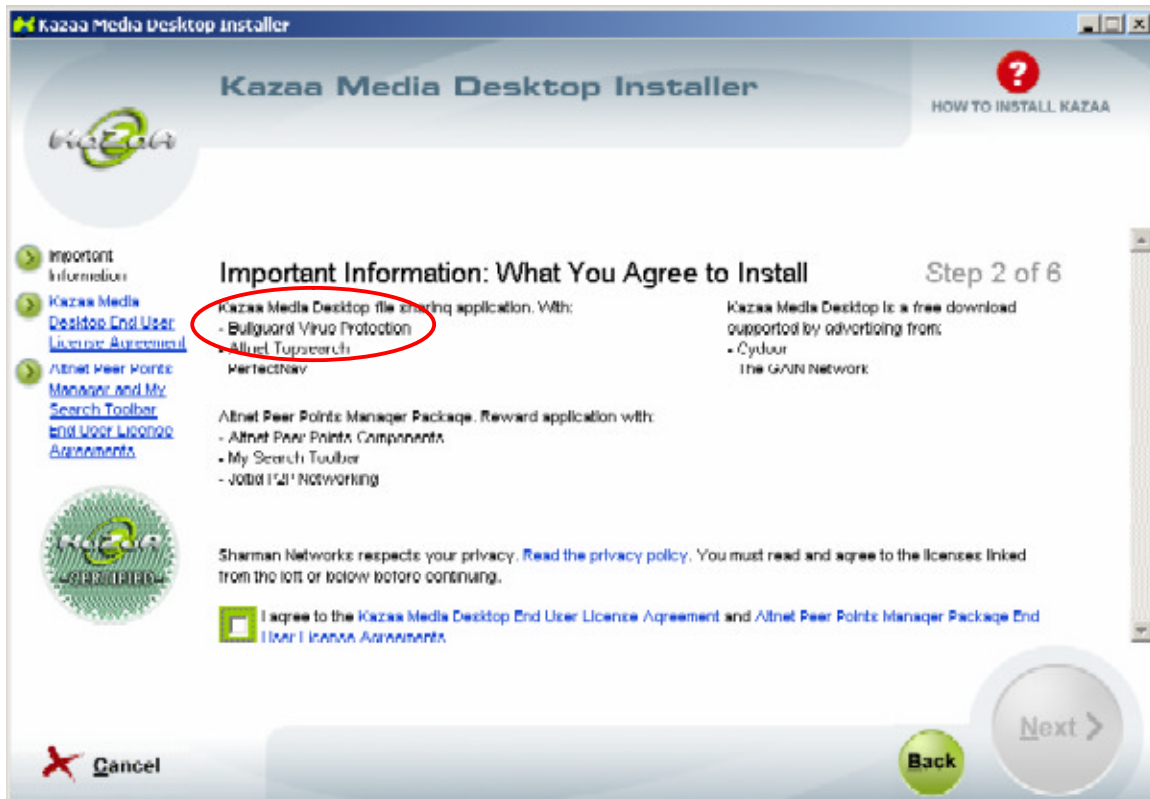 Kazaa Media Desktop Installer
Kazaa Media Desktop Installer
?
HOW TO INSTALL KAZAA
KaZaA
Important
Information
Kazaa Media
Desktop End User
License Agreement
Altnet Peer Points
Manager and My
Search Toolbar
End User License
Agreements
KaZaA
CERTIFIED
Important Information: What You Agree to Install
Step 2 of 6
Kazaa Media Desktop file sharing application. With:
- Bullguard Virus Protection
- Altnet Topsearch
PerfectNav
Kazaa Media Desktop is a free download
supported by advertising from:
- Cydoor
The GAIN Network
Altnet Peer Points Manager Package. Reward application with:
- Altnet Peer Points Components
- My Search Toolbar
- Joltid P2P Networking
Sharman Networks respects your privacy. Read the privacy policy. You must read and agree to the licenses linked
from the left or below before continuing.
I agree to the Kazaa Media Desktop End User License Agreement and Altnet Peer Points Manager Package End
User License Agreements
Cancel
Back
Next